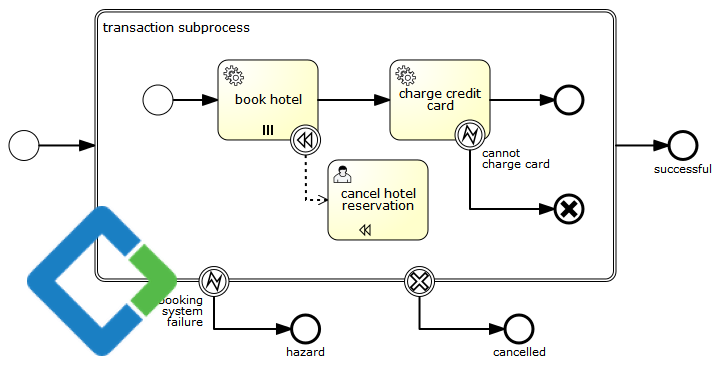 transaction subprocess
book hotel
charge credit
card
cannot
charge card
cancel hotel
reservation
successful
booking
system
failure
hazard
cancelled